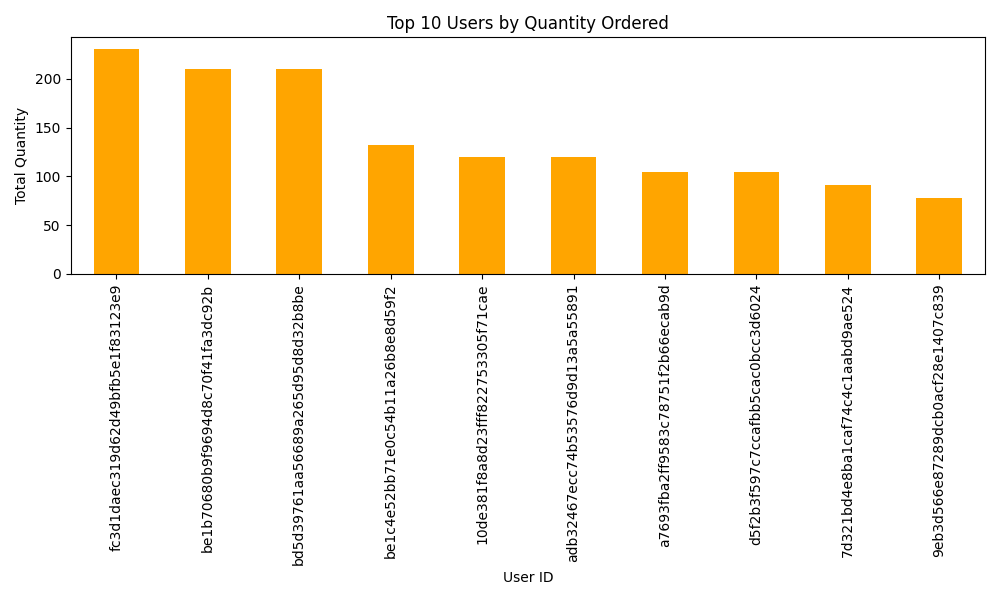 Top 10 Users by Quantity Ordered
Total Quantity
200
150
100
50
0
fc3d1daec319d62d49bfb5e1f83123e9
be1b70680b9f9694d8c70f41fa3dc92b
bd5d39761aa56689a265d95d8d32b8be
be1c4e52bb71e0c54b11a26b8e8d59f2
10de381f8a8d23fff822753305f71cae
adb32467ecc74b53576d9d13a5a55891
a7693fba2ff9583c78751f2b66ecab9d
d5f2b3f597c7ccafbb5cac0bcc3d6024
7d321bd4e8ba1caf74c4c1aabd9ae524
9eb3d566e87289dcb0acf28e1407c839
User ID